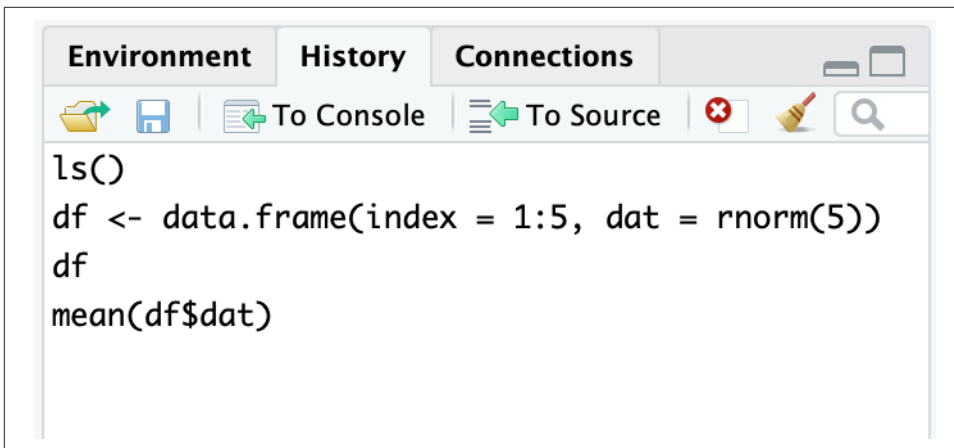 Environment History Connections
To Console To Source
ls()
df <- data.frame(index = 1:5, dat = rnorm(5))
df
mean(df$dat)